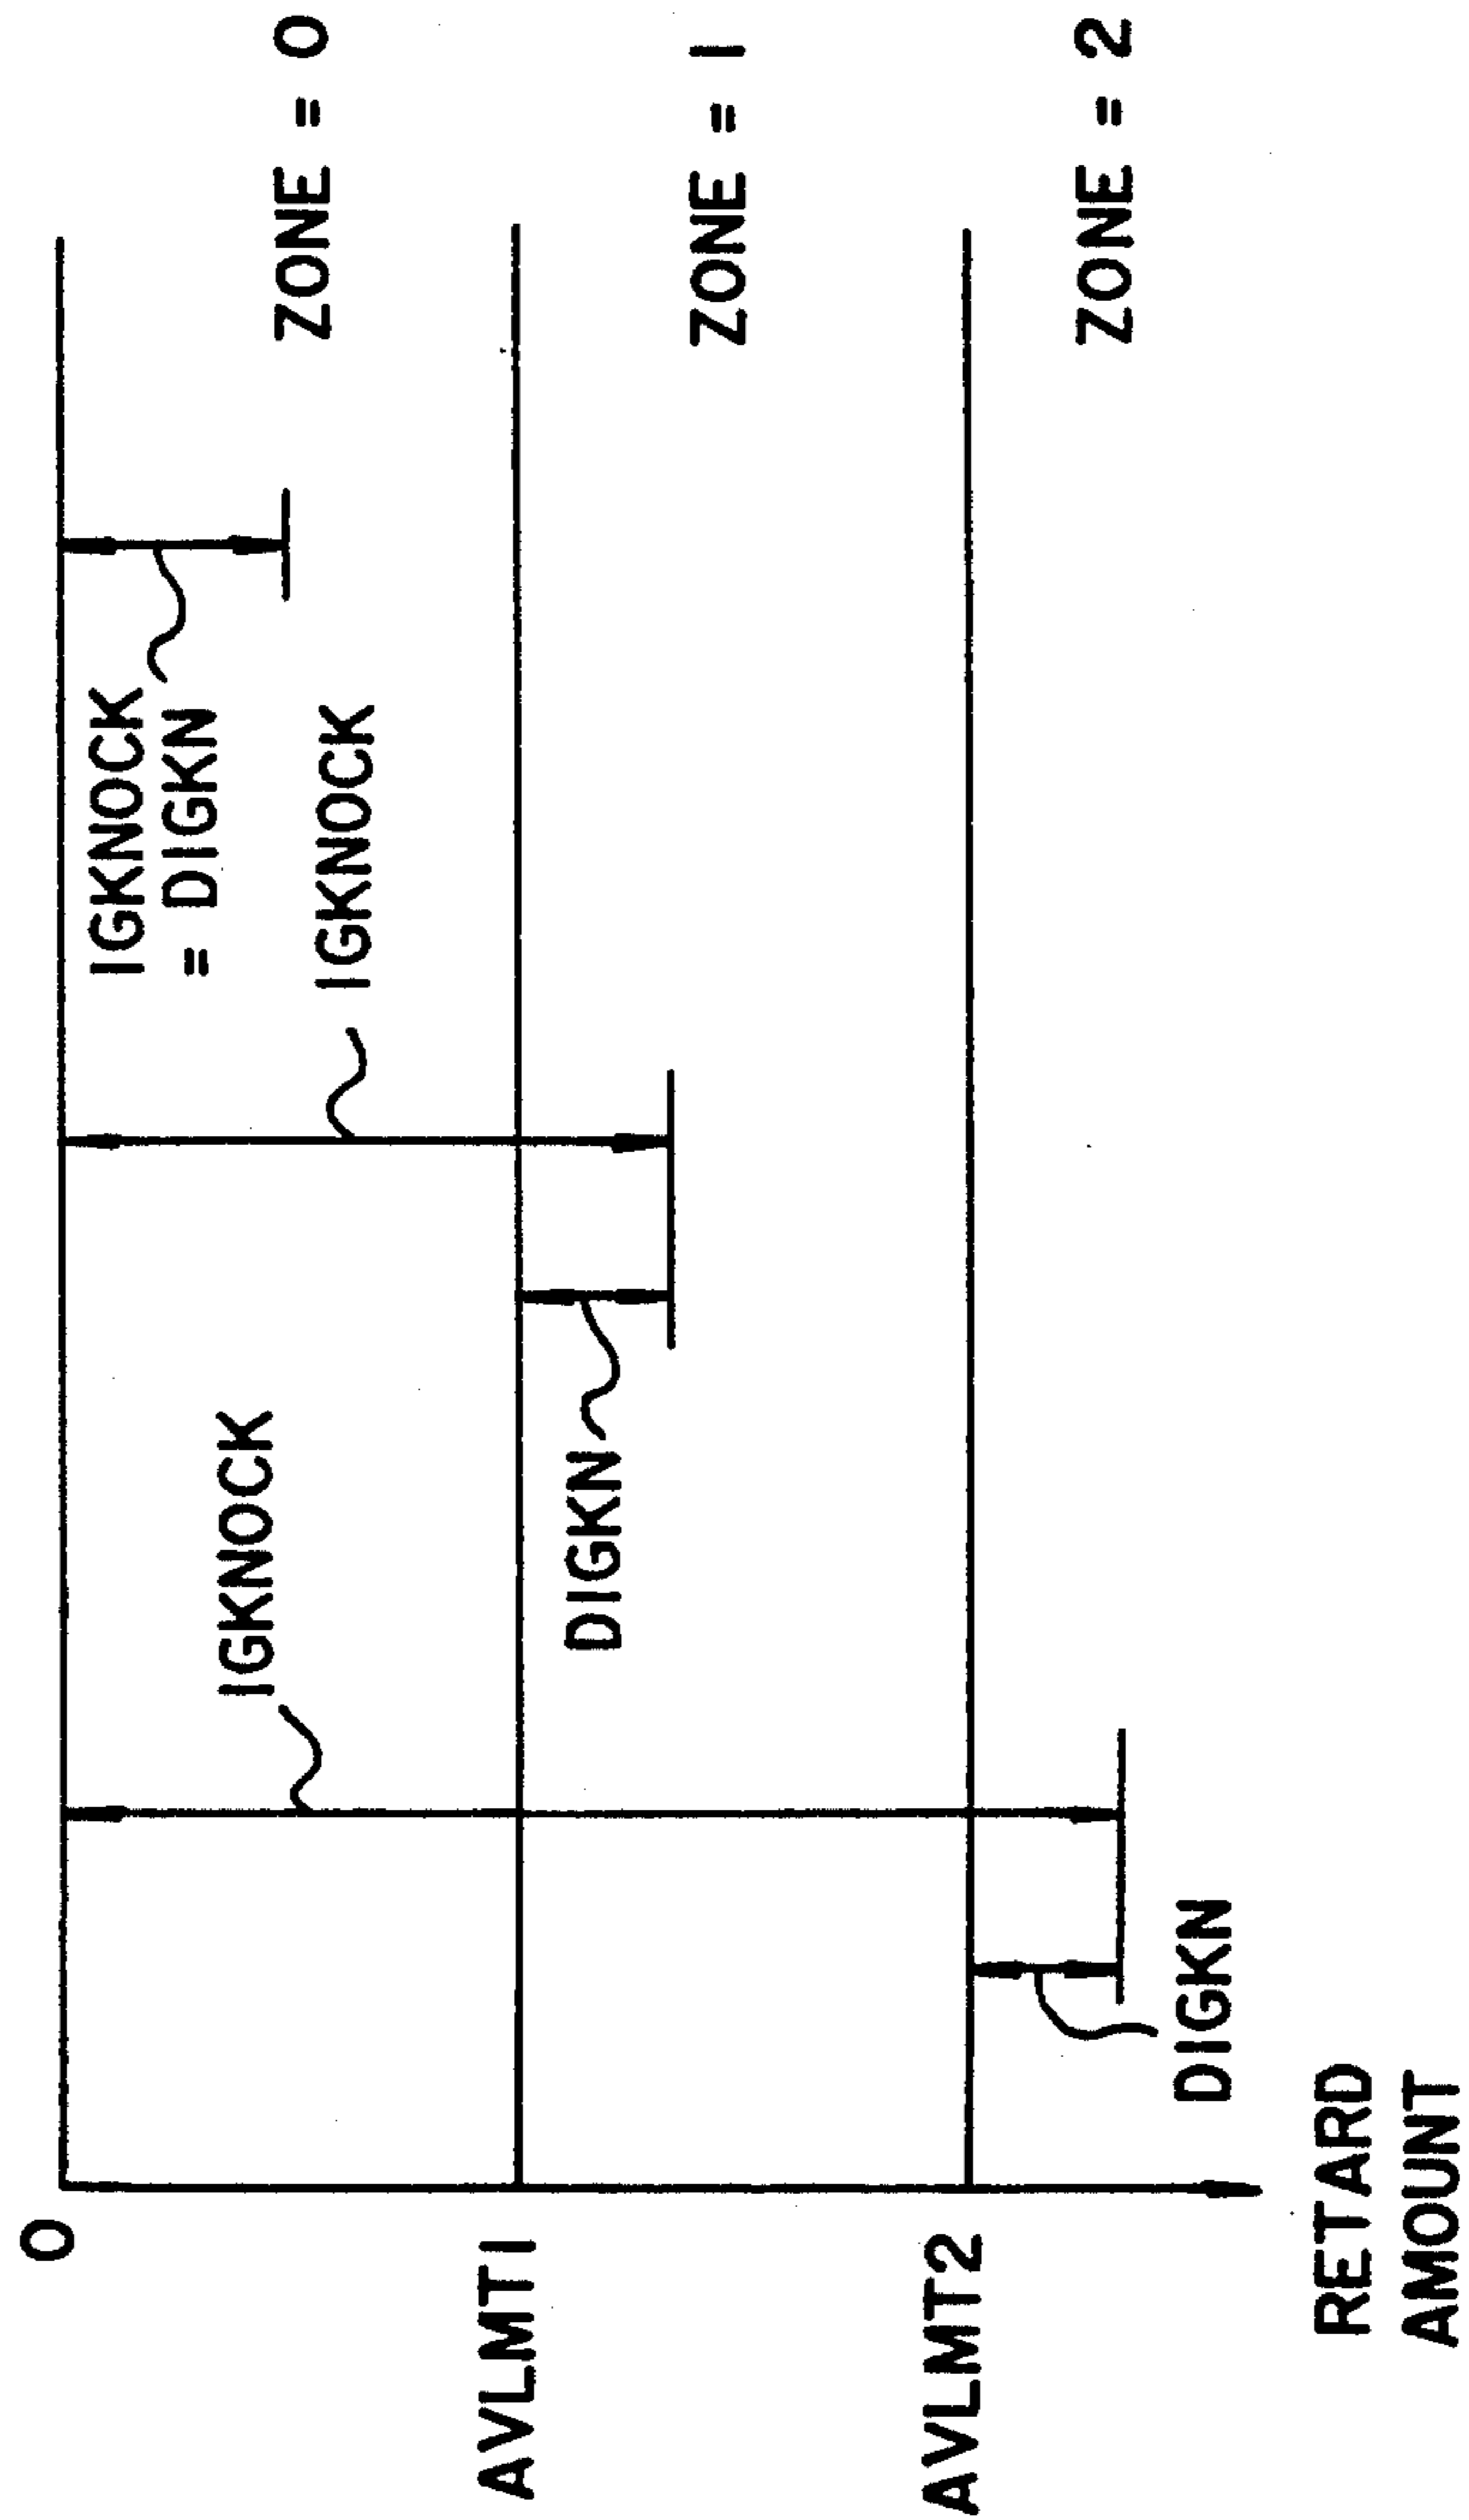 0
IGKNOCK
= DIGKN
ZONE = 0
IGKNOCK
IGKNOCK
AVLMT1
DIGKN
ZONE = 1
AVLMT2
ZONE = 2
DIGKN
RETARD
AMOUNT